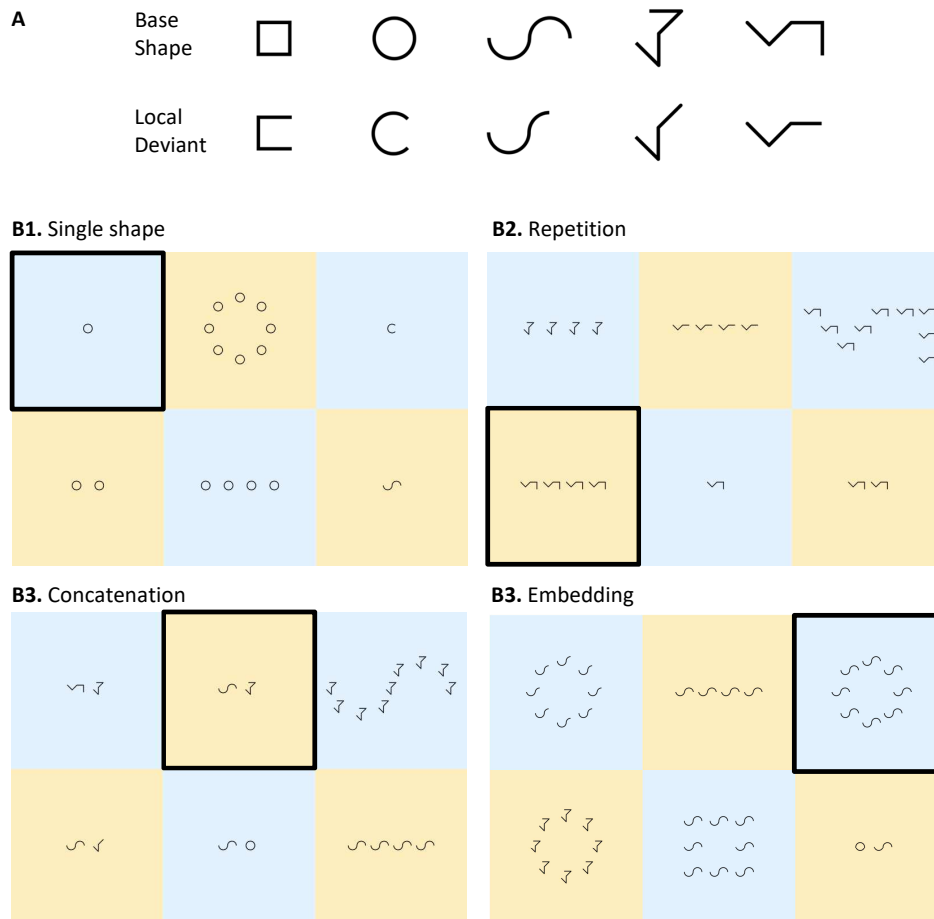 A
Base
Shape
Local
Deviant
B1. Single shape
B2. Repetition
B3. Concatenation
B3. Embedding